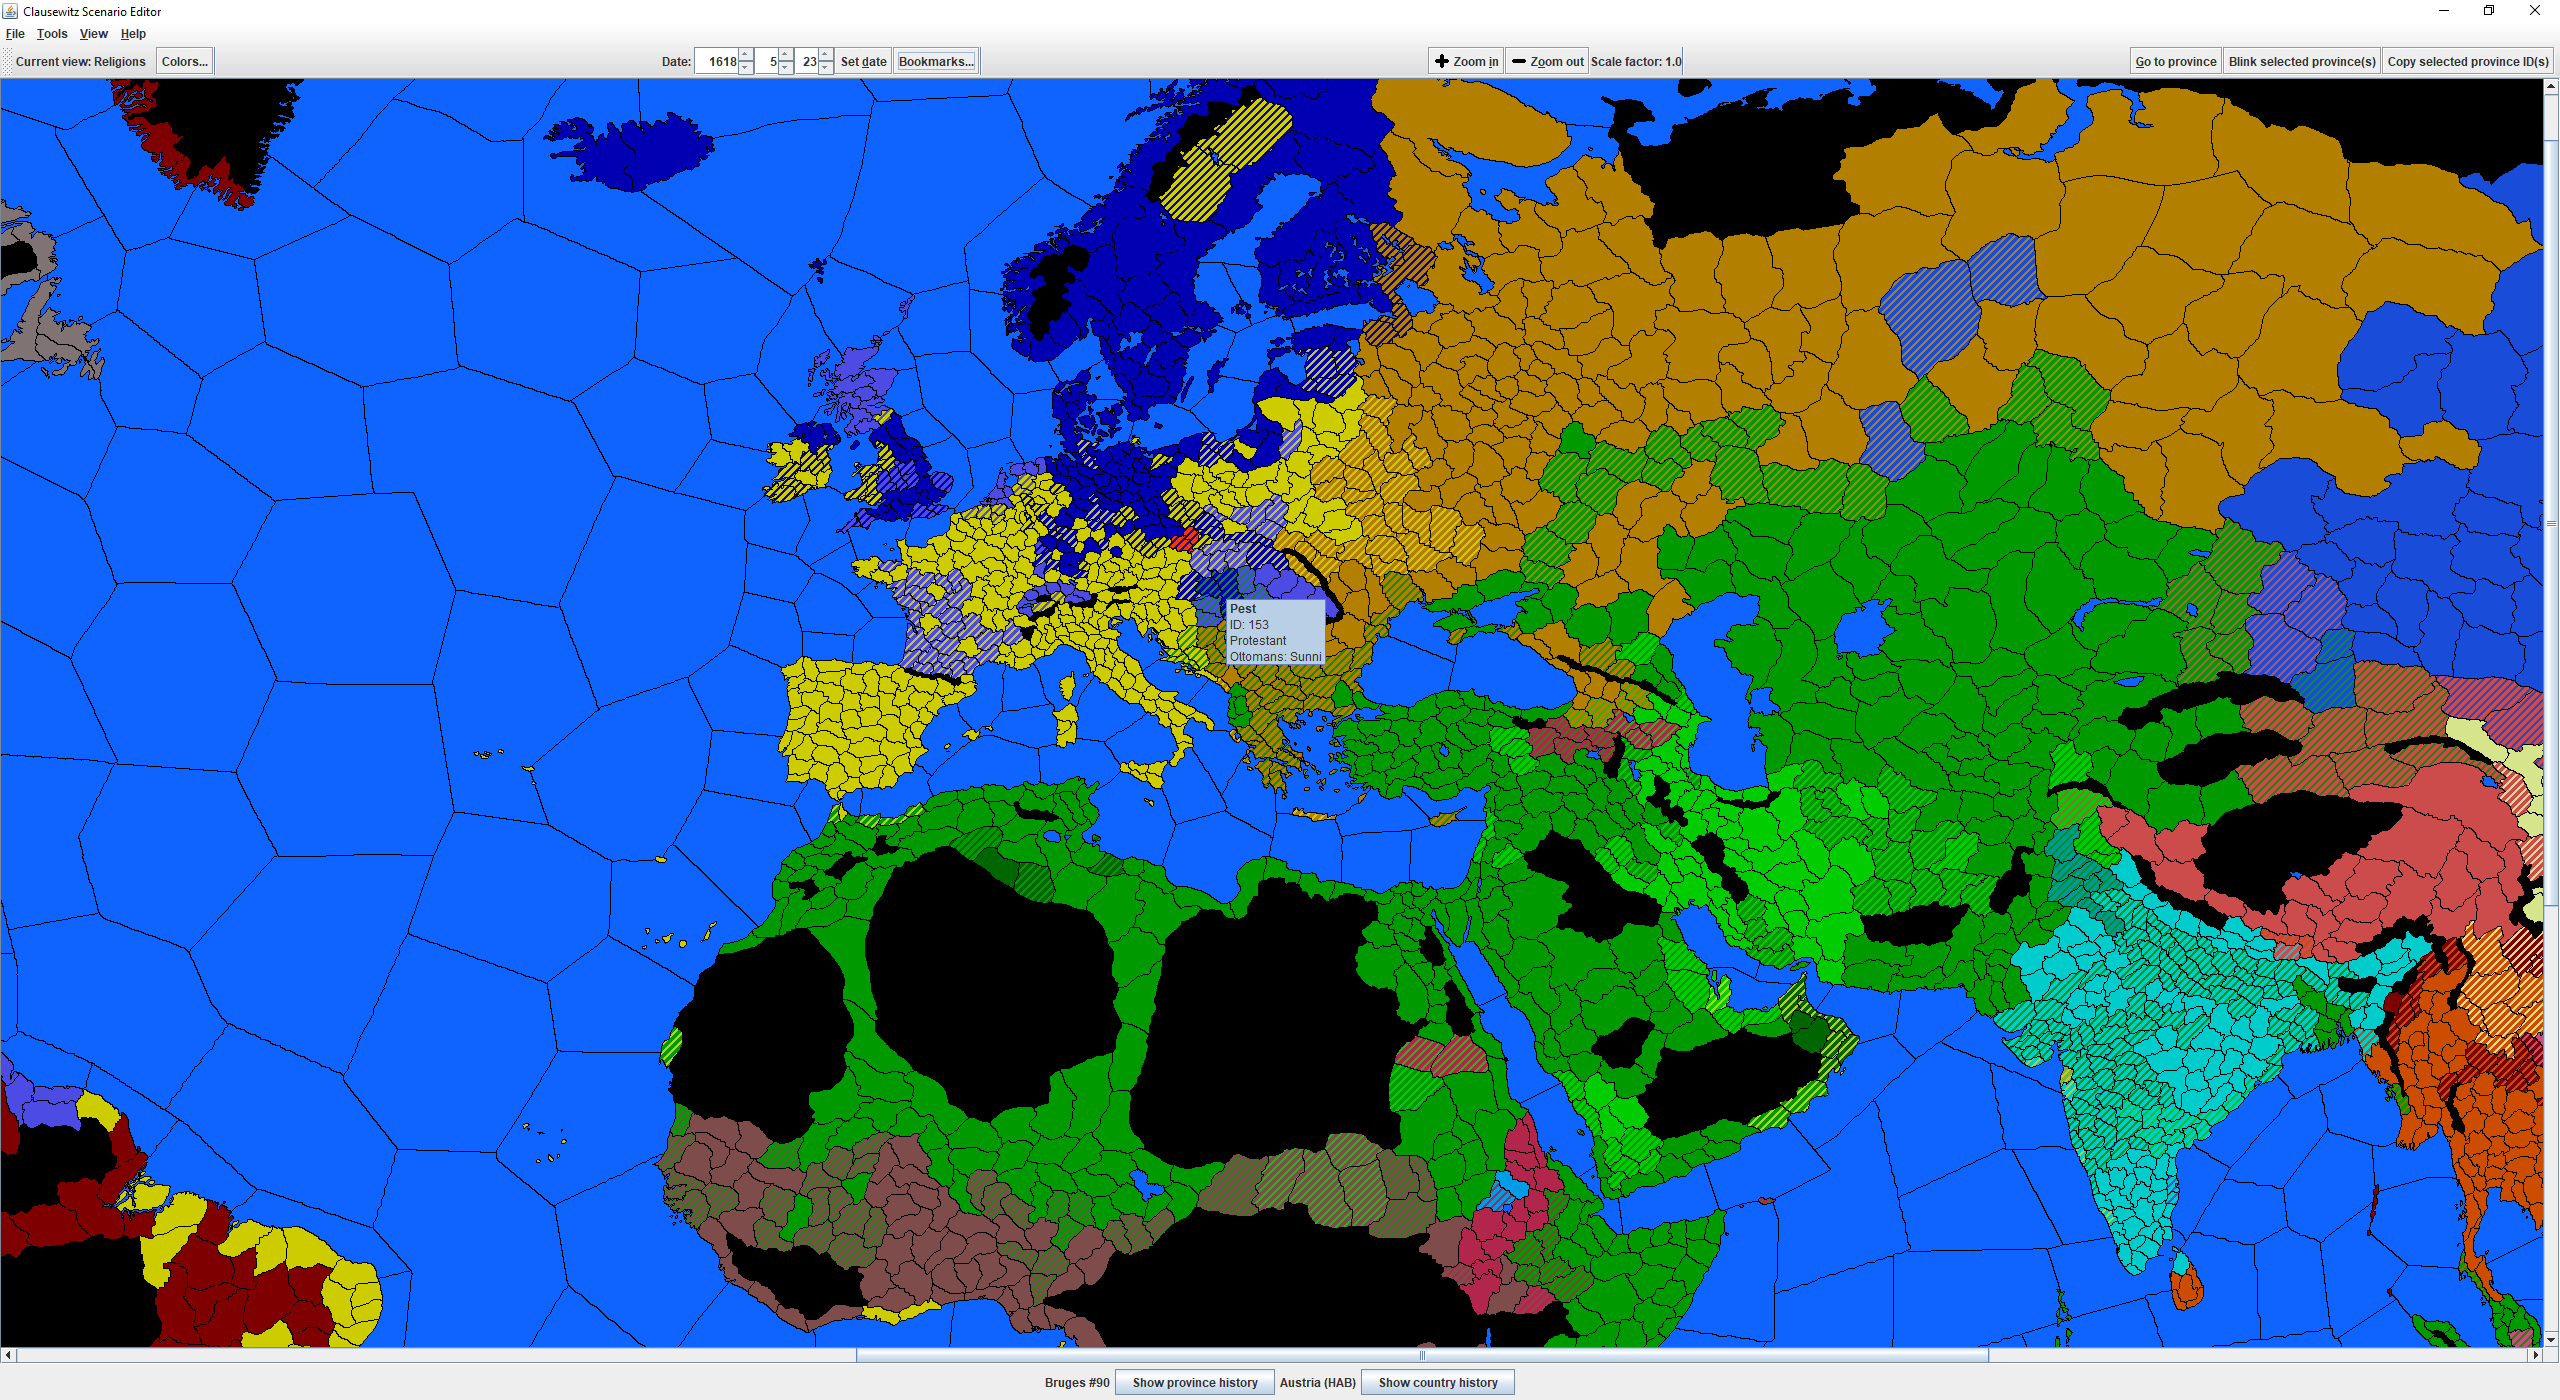 Clausewitz Scenario Editor
File Tools View Help
Current view: Religions Colors... Date: 1618 5 23 Set date Bookmarks... Zoom in Zoom out Scale factor: 1.0 Go to province Blink selected province(s) Copy selected province ID(s)
Pest
ID: 153
Protestant
Ottomans: Sunni
Bruges #90 Show province history Austria (HAB) Show country history